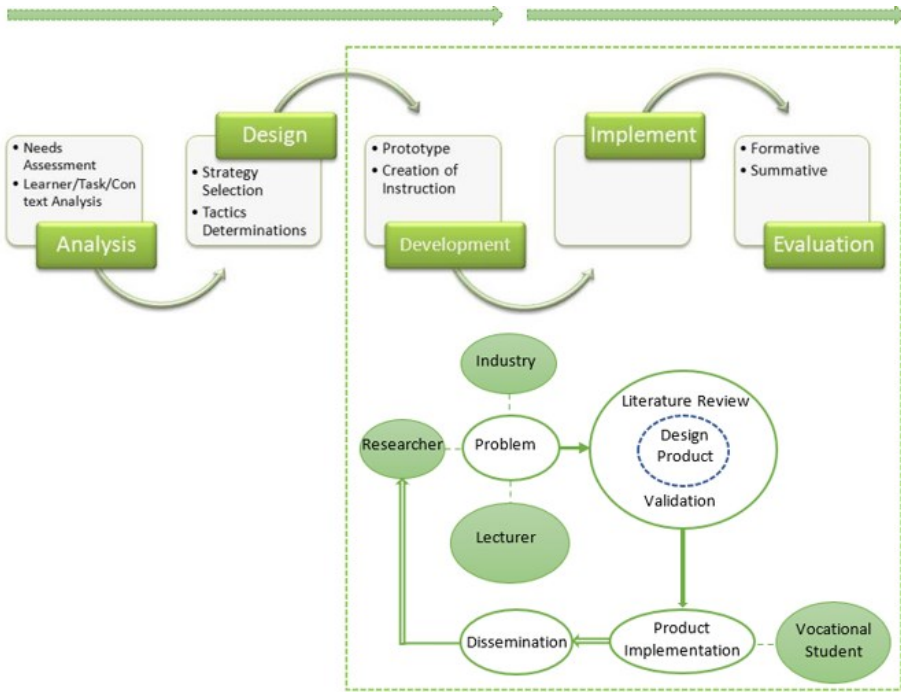 • Needs
Assessment
• Learner/Task/Con
text Analysis
Analysis
Design
• Strategy
Selection
• Tactics
Determinations
• Prototype
• Creation of
Instruction
Development
Implement
• Formative
• Summative
Evaluation
Industry
Researcher
Problem
Lecturer
Literature Review
Design
Product
Validation
Dissemination
Product
Implementation
Vocational
Student